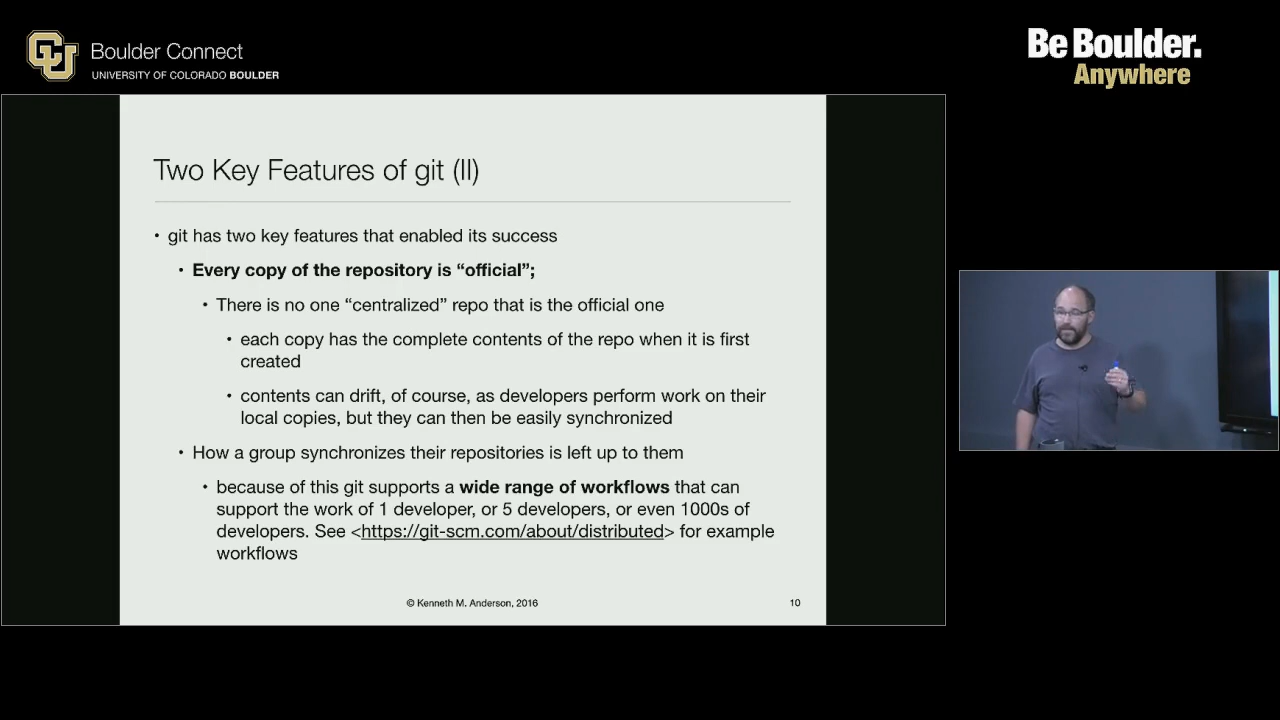 CU
Boulder Connect
UNIVERSITY OF COLORADO BOULDER
Be Boulder.
Anywhere
Two Key Features of git (II)
• git has two key features that enabled its success
• Every copy of the repository is “official”;
• There is no one “centralized” repo that is the official one
• each copy has the complete contents of the repo when it is first
created
• contents can drift, of course, as developers perform work on their
local copies, but they can then be easily synchronized
• How a group synchronizes their repositories is left up to them
• because of this git supports a wide range of workflows that can
support the work of 1 developer, or 5 developers, or even 1000s of
developers. See <https://git-scm.com/about/distributed> for example
workflows
© Kenneth M. Anderson, 2016
10